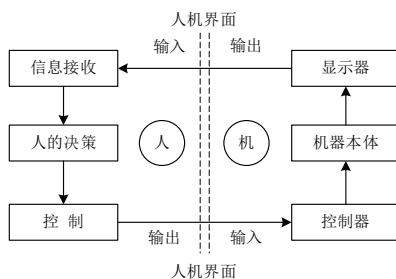 人机界面
输入 输出
信息接收 显示器
人的决策 人 机 机器本体
控 制 控制器
输出 输入
人机界面